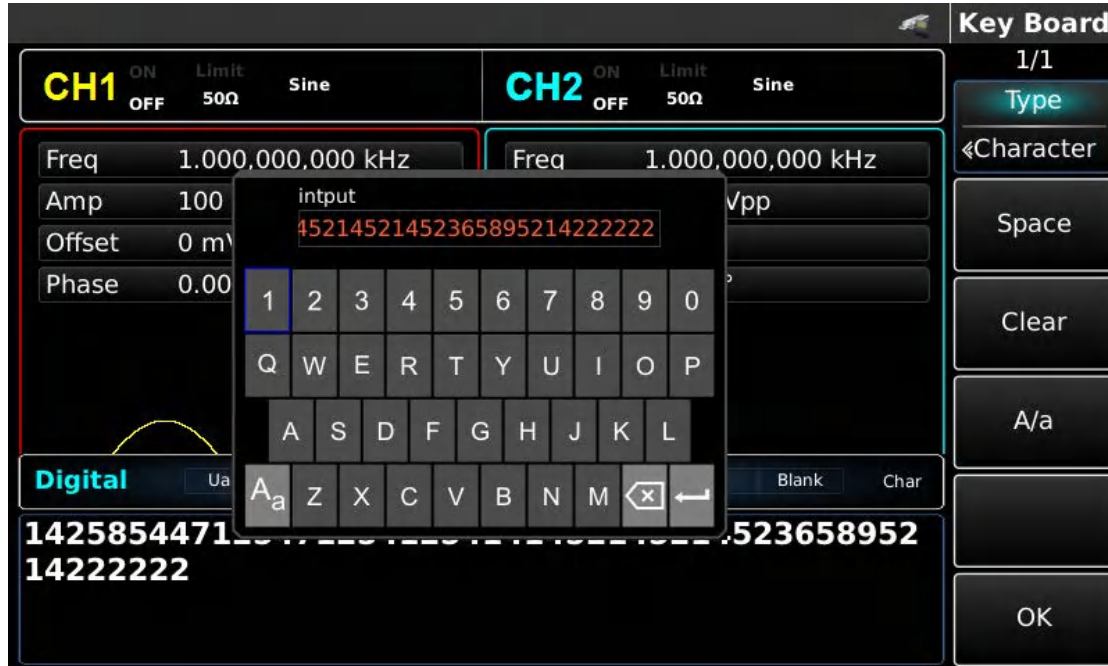 Key Board
1/1
CH1 ON OFF Limit 50Ω Sine
CH2 ON OFF Limit 50Ω Sine
Type
«Character
Freq 1.000,000,000 kHz
Freq 1.000,000,000 kHz
Amp 100
Vpp
Offset 0
Phase 0.00
°
intput
45214521452365895214222222
1 2 3 4 5 6 7 8 9 0
Q W E R T Y U I O P
A S D F G H J K L
Aa Z X C V B N M
Space
Clear
A/a
Digital Ua Blank Char
523658952
14222222
OK